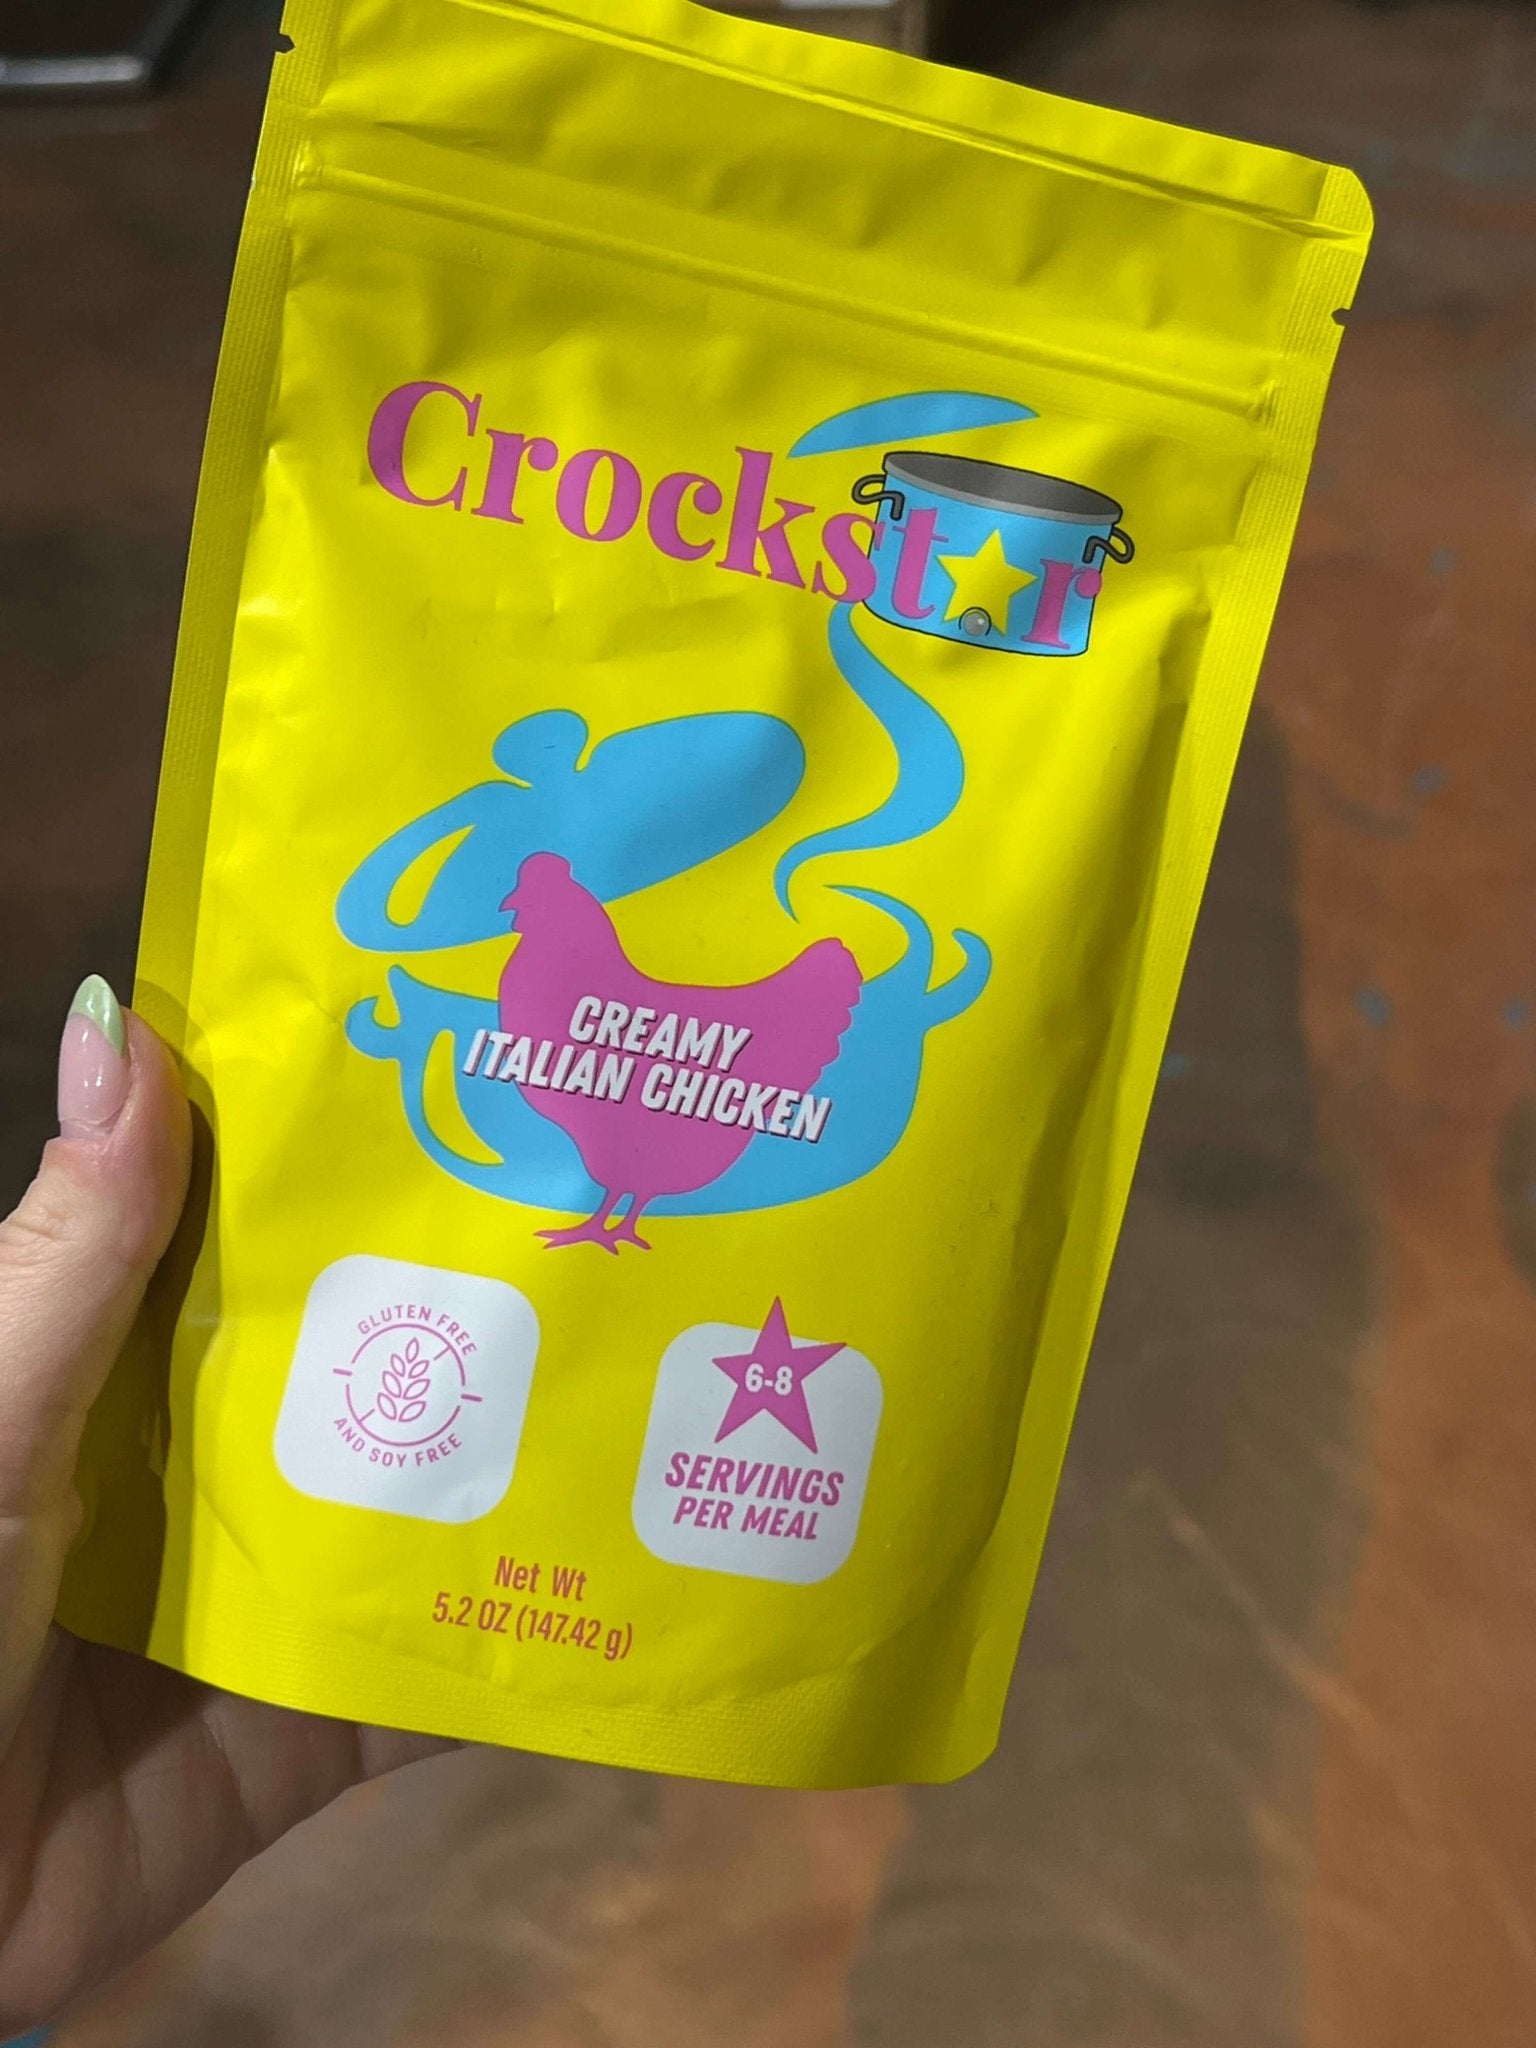 Crockstar
CREAMY
ITALIAN CHICKEN
GLUTEN FREE
AND SOY FREE
6-8
SERVINGS
PER MEAL
Net Wt
5.2 OZ (147.42 g)